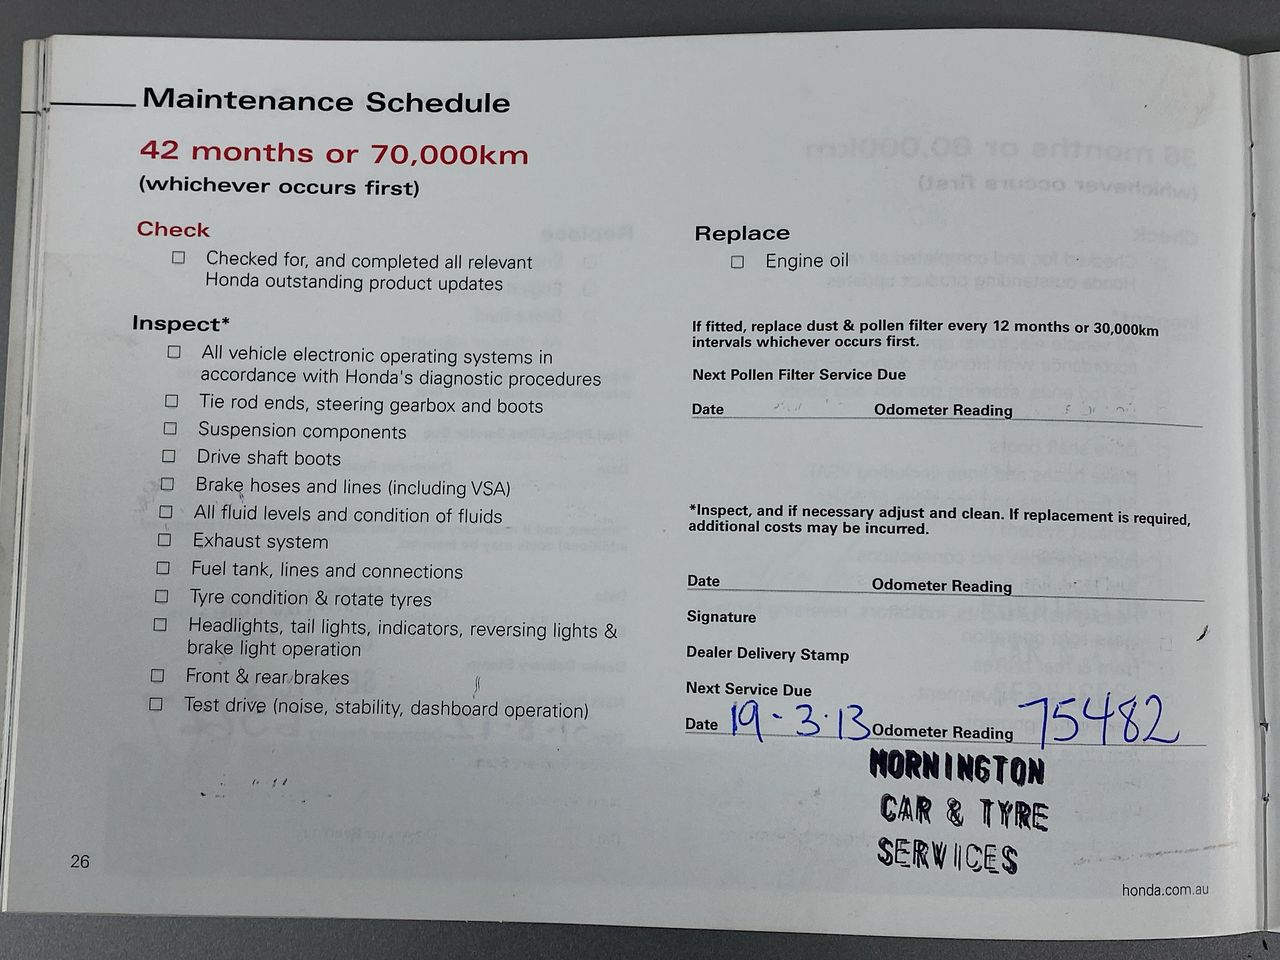 Maintenance Schedule
42 months or 70,000km
(whichever occurs first)
Check
Checked for, and completed all relevant
Honda outstanding product updates
Inspect*
All vehicle electronic operating systems in
accordance with Honda's diagnostic procedures
Tie rod ends, steering gearbox and boots
Suspension components
Drive shaft boots
Brake hoses and lines (including VSA)
All fluid levels and condition of fluids
Exhaust system
Fuel tank, lines and connections
Tyre condition & rotate tyres
Headlights, tail lights, indicators, reversing lights &
brake light operation
Front & rear brakes
Test drive (noise, stability, dashboard operation)
26
Replace
Engine oil
If fitted, replace dust & pollen filter every 12 months or 30,000km
intervals whichever occurs first.
Next Pollen Filter Service Due
Date Odometer Reading
*Inspect, and if necessary adjust and clean. If replacement is required,
additional costs may be incurred.
Date Odometer Reading
Signature
Dealer Delivery Stamp
Next Service Due
Date 19-3-13 Odometer Reading 75482
MORNINGTON
CAR & TYRE
SERVICES
honda.com.au